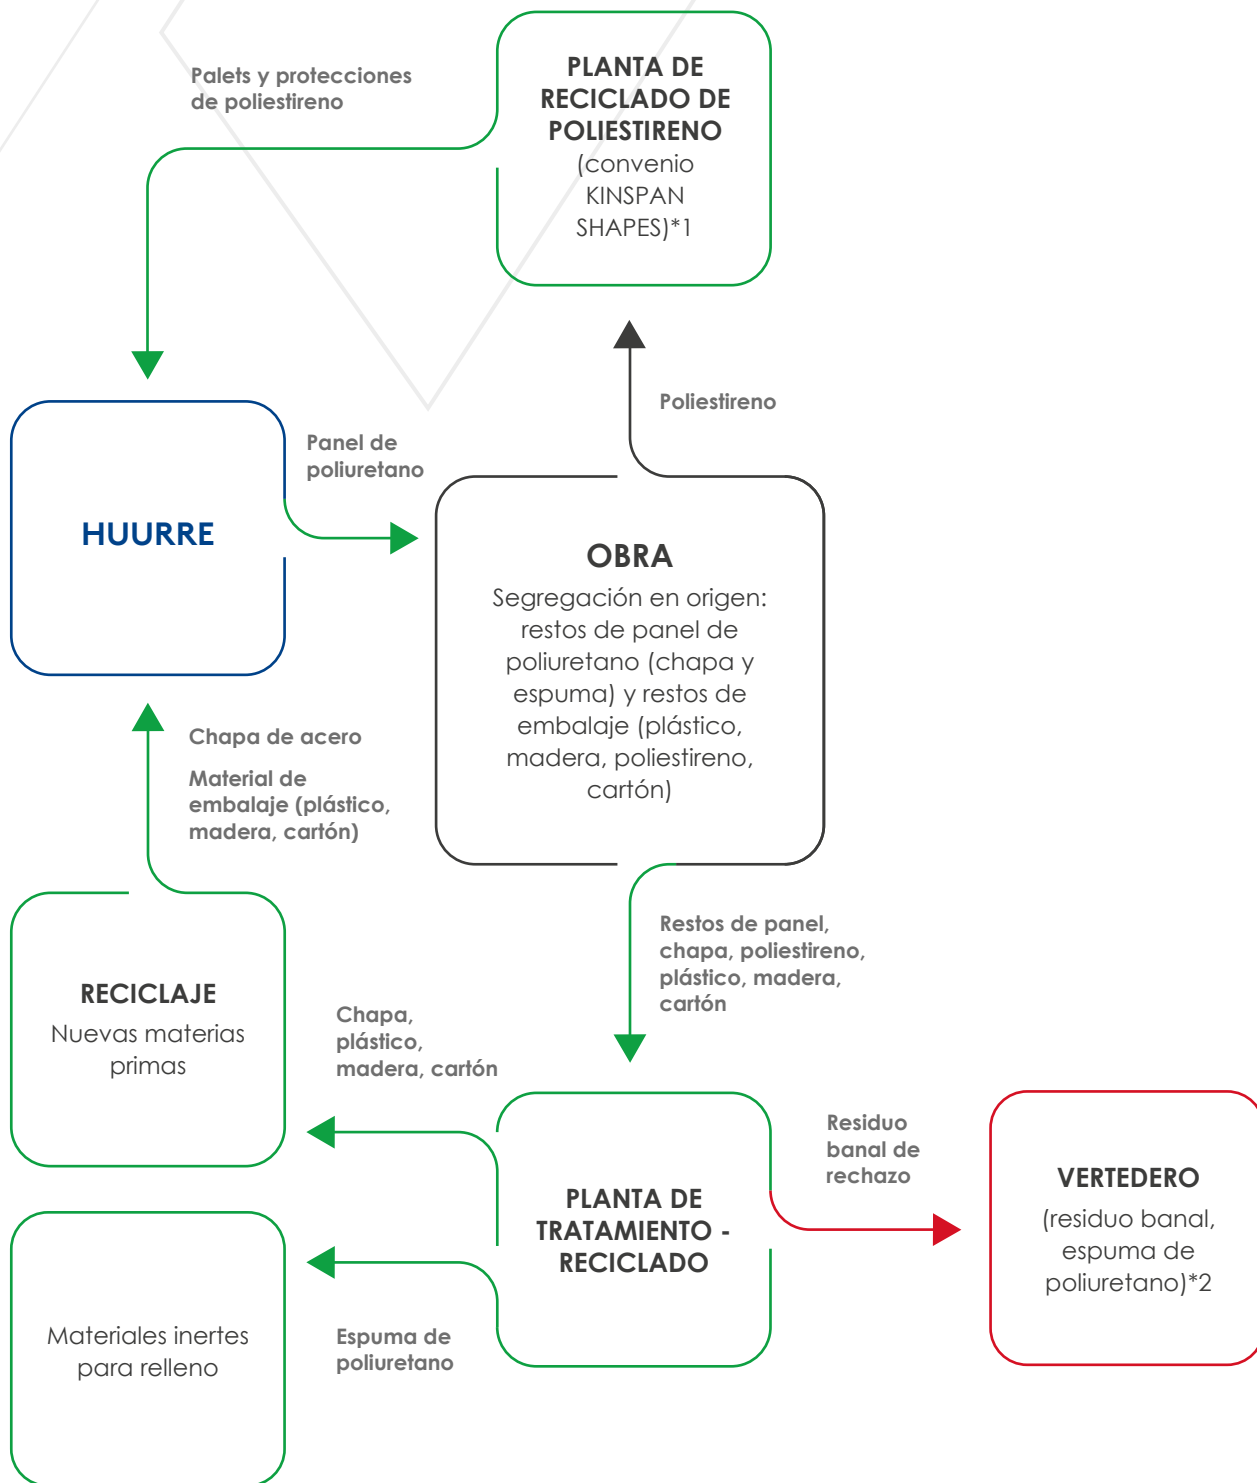 Palets y protecciones
de poliestireno
PLANTA DE
RECICLADO DE
POLIESTIRENO
(convenio
KINSPAN
SHAPES)*1
Poliestireno
HUURRE
Panel de
poliuretano
OBRA
Segregación en origen:
restos de panel de
poliuretano (chapa y
espuma) y restos de
embalaje (plástico,
madera, poliestireno,
cartón)
Chapa de acero
Material de
embalaje (plástico,
madera, cartón)
Restos de panel,
chapa, poliestireno,
plástico, madera,
cartón
RECICLAJE
Nuevas materias
primas
Chapa,
plástico,
madera, cartón
PLANTA DE
TRATAMIENTO -
RECICLADO
Residuo
banal de
rechazo
VERTEDERO
(residuo banal,
espuma de
poliuretano)*2
Materiales inertes
para relleno
Espuma de
poliuretano